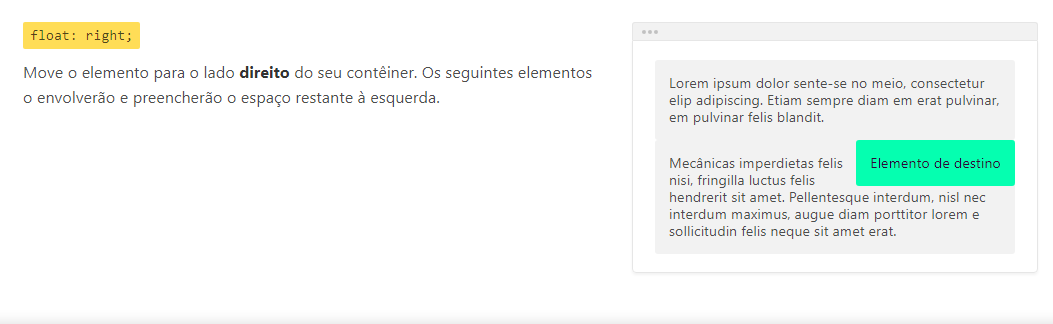 float: right;
Move o elemento para o lado direito do seu contêiner. Os seguintes elementos
o envolverão e preencherão o espaço restante à esquerda.
Lorem ipsum dolor sente-se no meio, consectetur
elip adipiscing. Etiam sempre diam em erat pulvinar,
em pulvinar felis blandit.
Mecânicas imperdietas felis
nisi, fringilla luctus felis
hendrerit sit amet. Pellentesque interdum, nisl nec
interdum maximus, augue diam porttitor lorem e
sollicitudin felis neque sit amet erat.
Elemento de destino